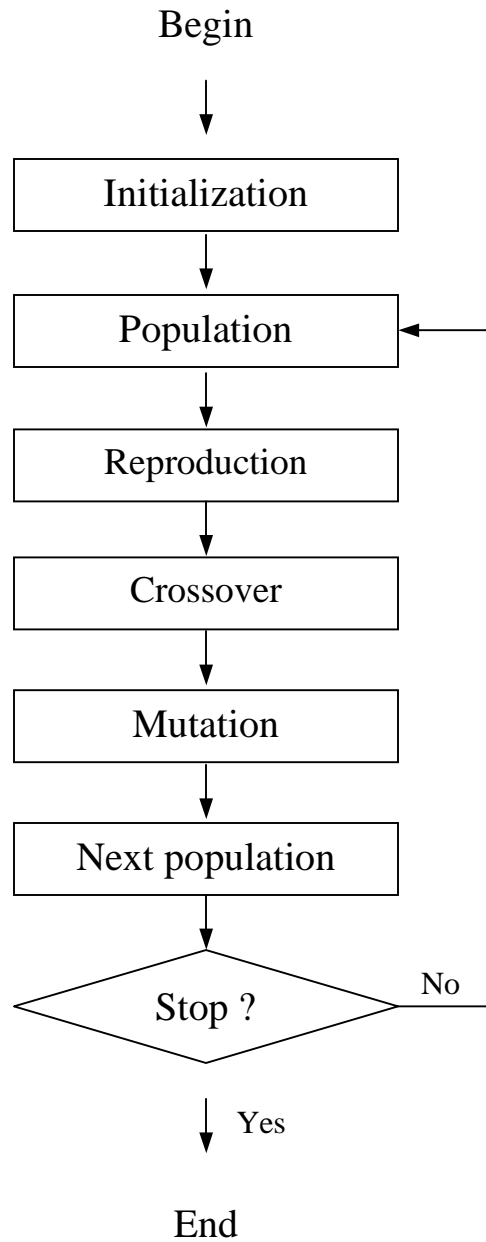 Begin
Initialization
Population
Reproduction
Crossover
Mutation
Next population
Stop ?
No
Yes
End